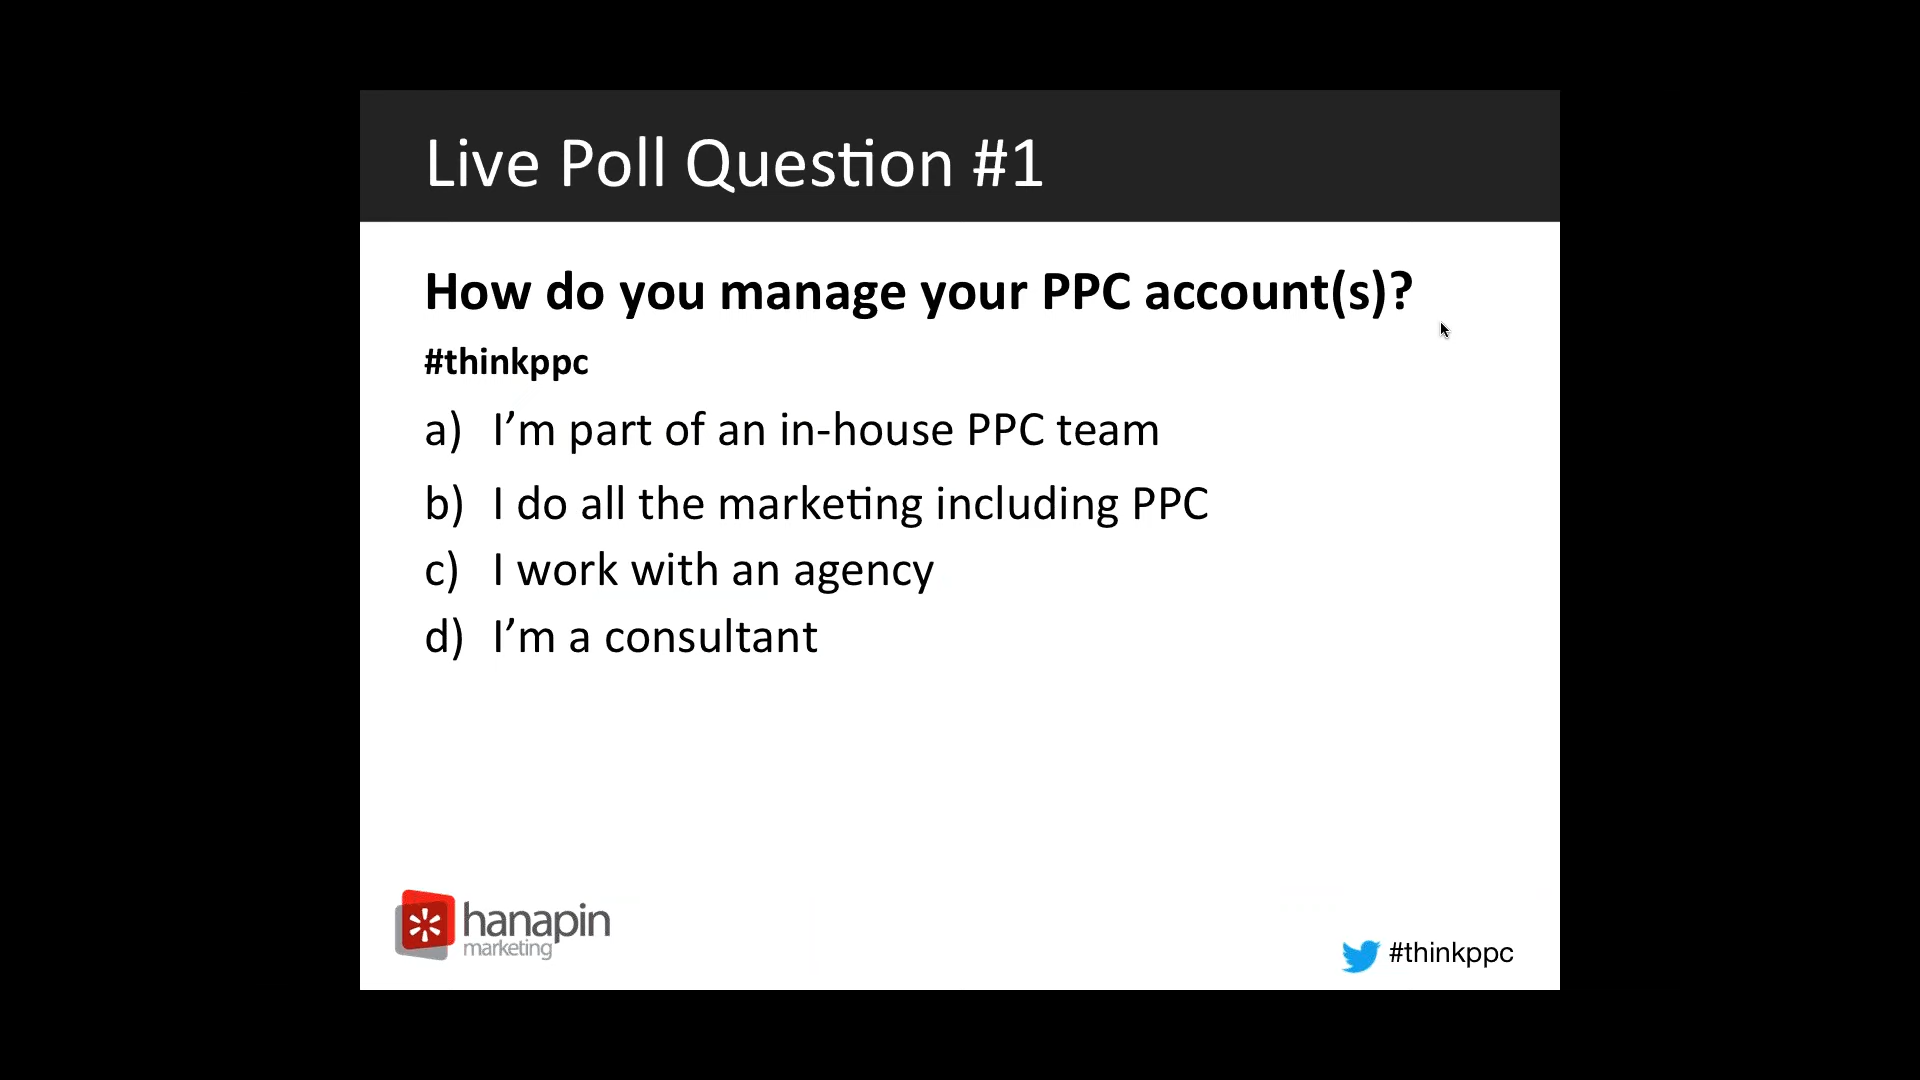 Live Poll Question #1
How do you manage your PPC account(s)?
#thinkppc
a) I’m part of an in-house PPC team
b) I do all the marketing including PPC
c) I work with an agency
d) I’m a consultant
hanapin
marketing
#thinkppc